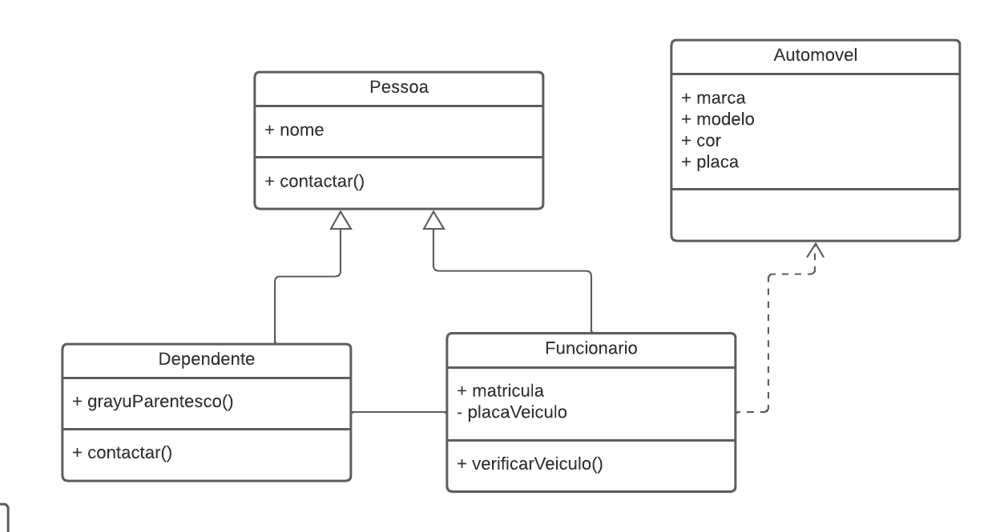 Pessoa
+ nome
+ contactar()
Automovel
+ marca
+ modelo
+ cor
+ placa
Dependente
+ grayuParentesco()
+ contactar()
Funcionario
+ matricula
- placaVeiculo
+ verificarVeiculo()